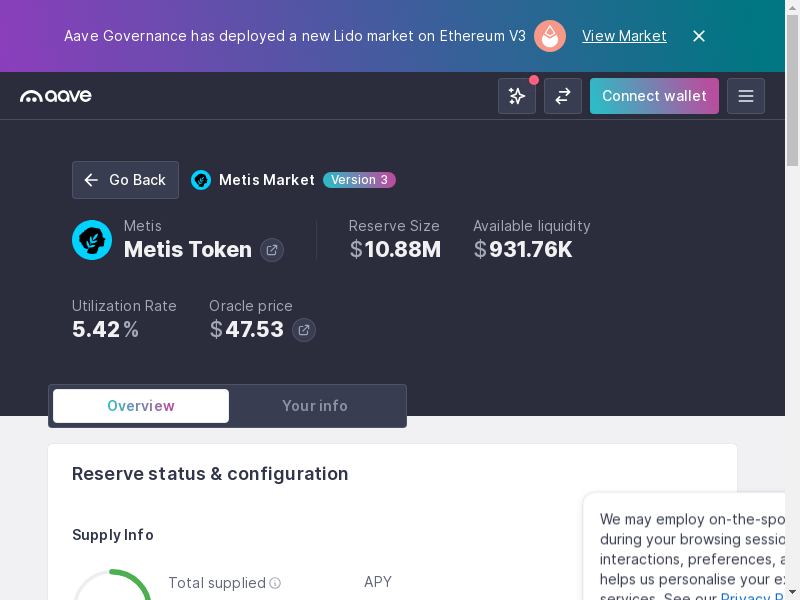 Aave Governance has deployed a new Lido market on Ethereum V3 View Market
aave
Connect wallet
Go Back Metis Market Version 3
Metis
Metis Token
Reserve Size
$10.88M
Available liquidity
$931.76K
Utilization Rate
5.42%
Oracle price
$47.53
Overview Your info
Reserve status & configuration
Supply Info
Total supplied APY
We may employ on-the-spo
during your browsing sessio
interactions, preferences, a
helps us personalise your e
services. See our Privacy P